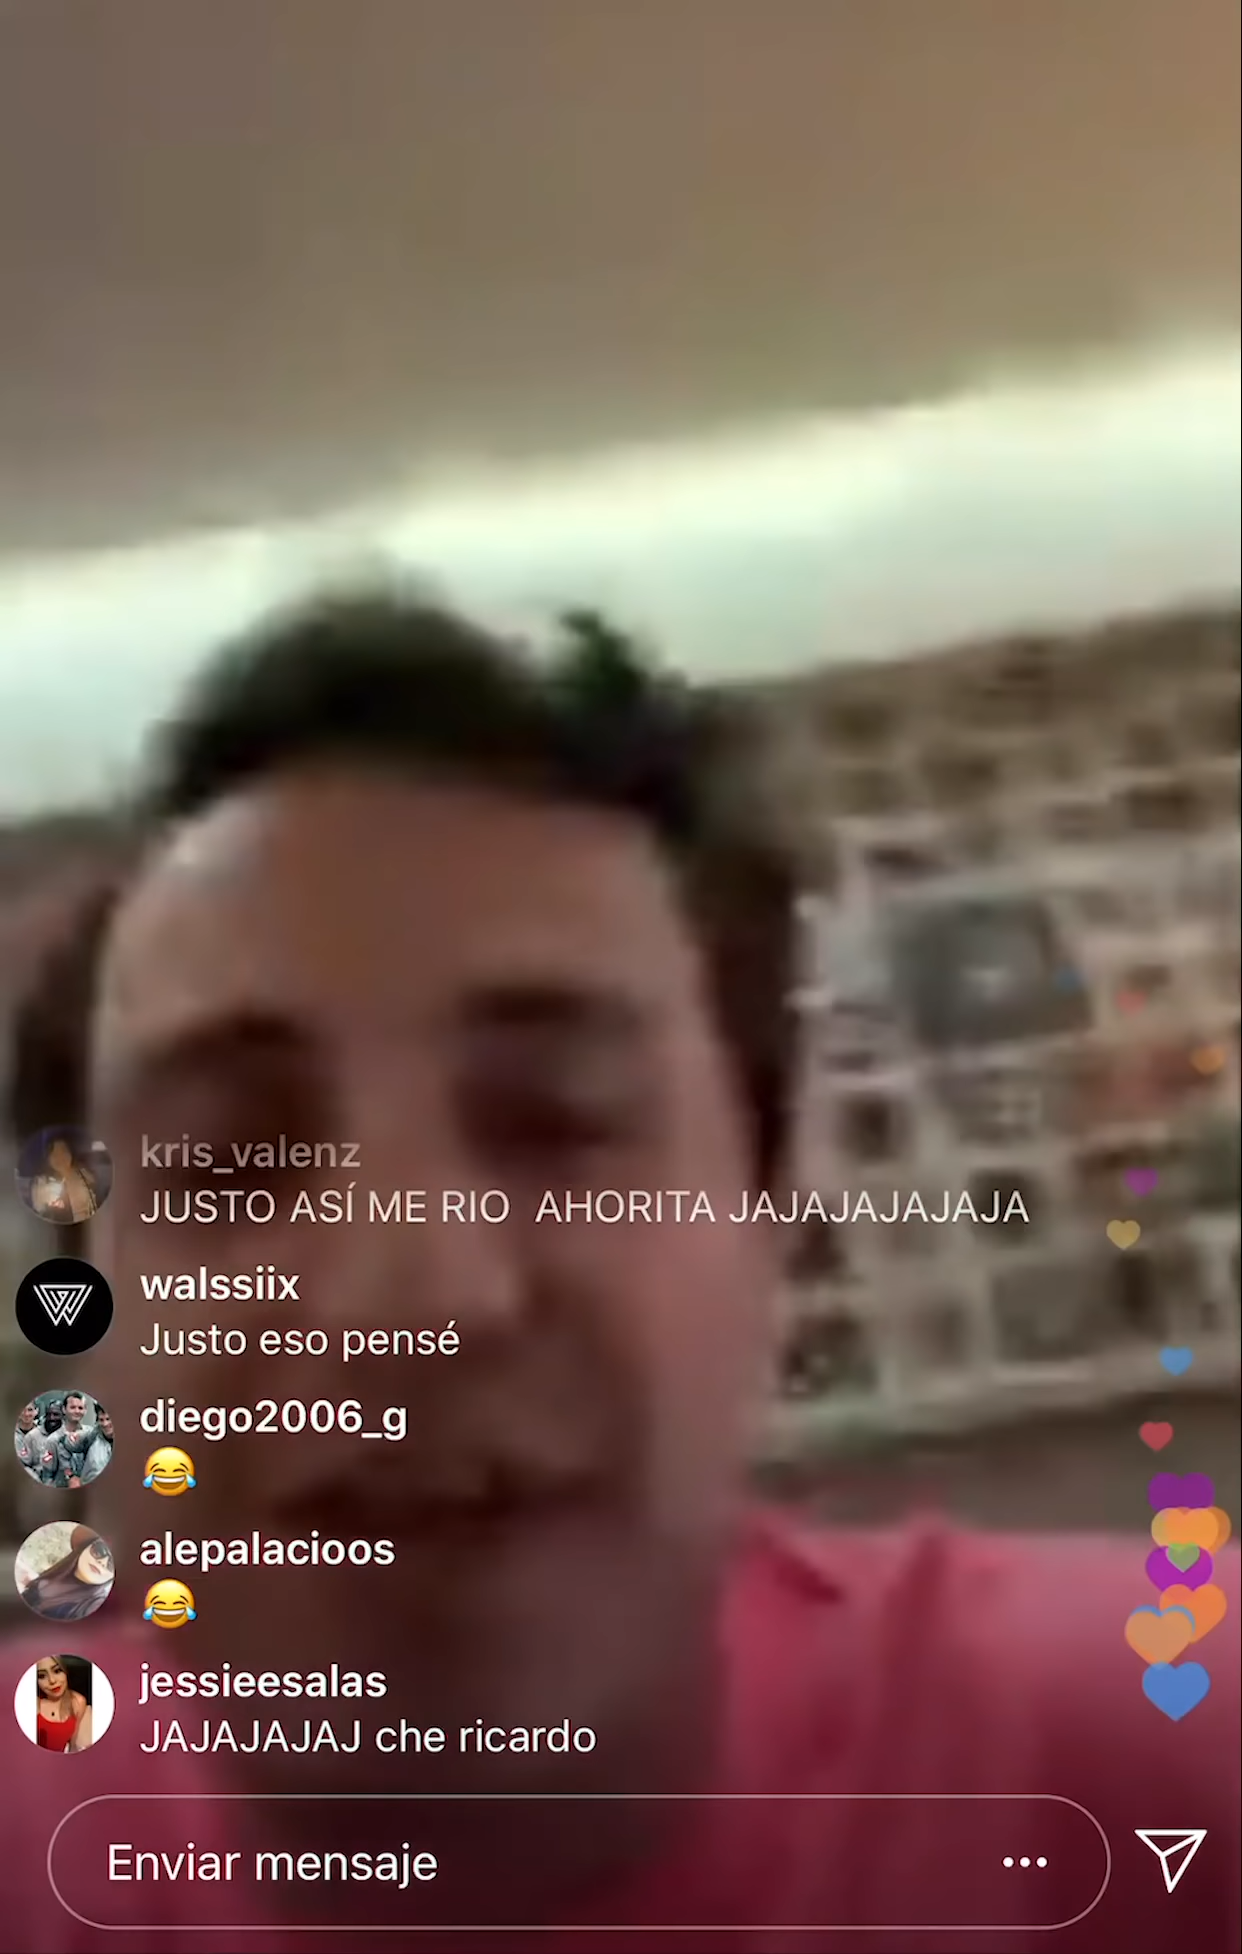 kris_valenz
JUSTO ASÍ ME RIO  AHORITA JAJAJAJAJAJA
walssiix
Justo eso pensé
diego2006_g
😂
alepalacioos
😂
jessieesalas
JAJAJAJAJ che ricardo
Enviar mensaje